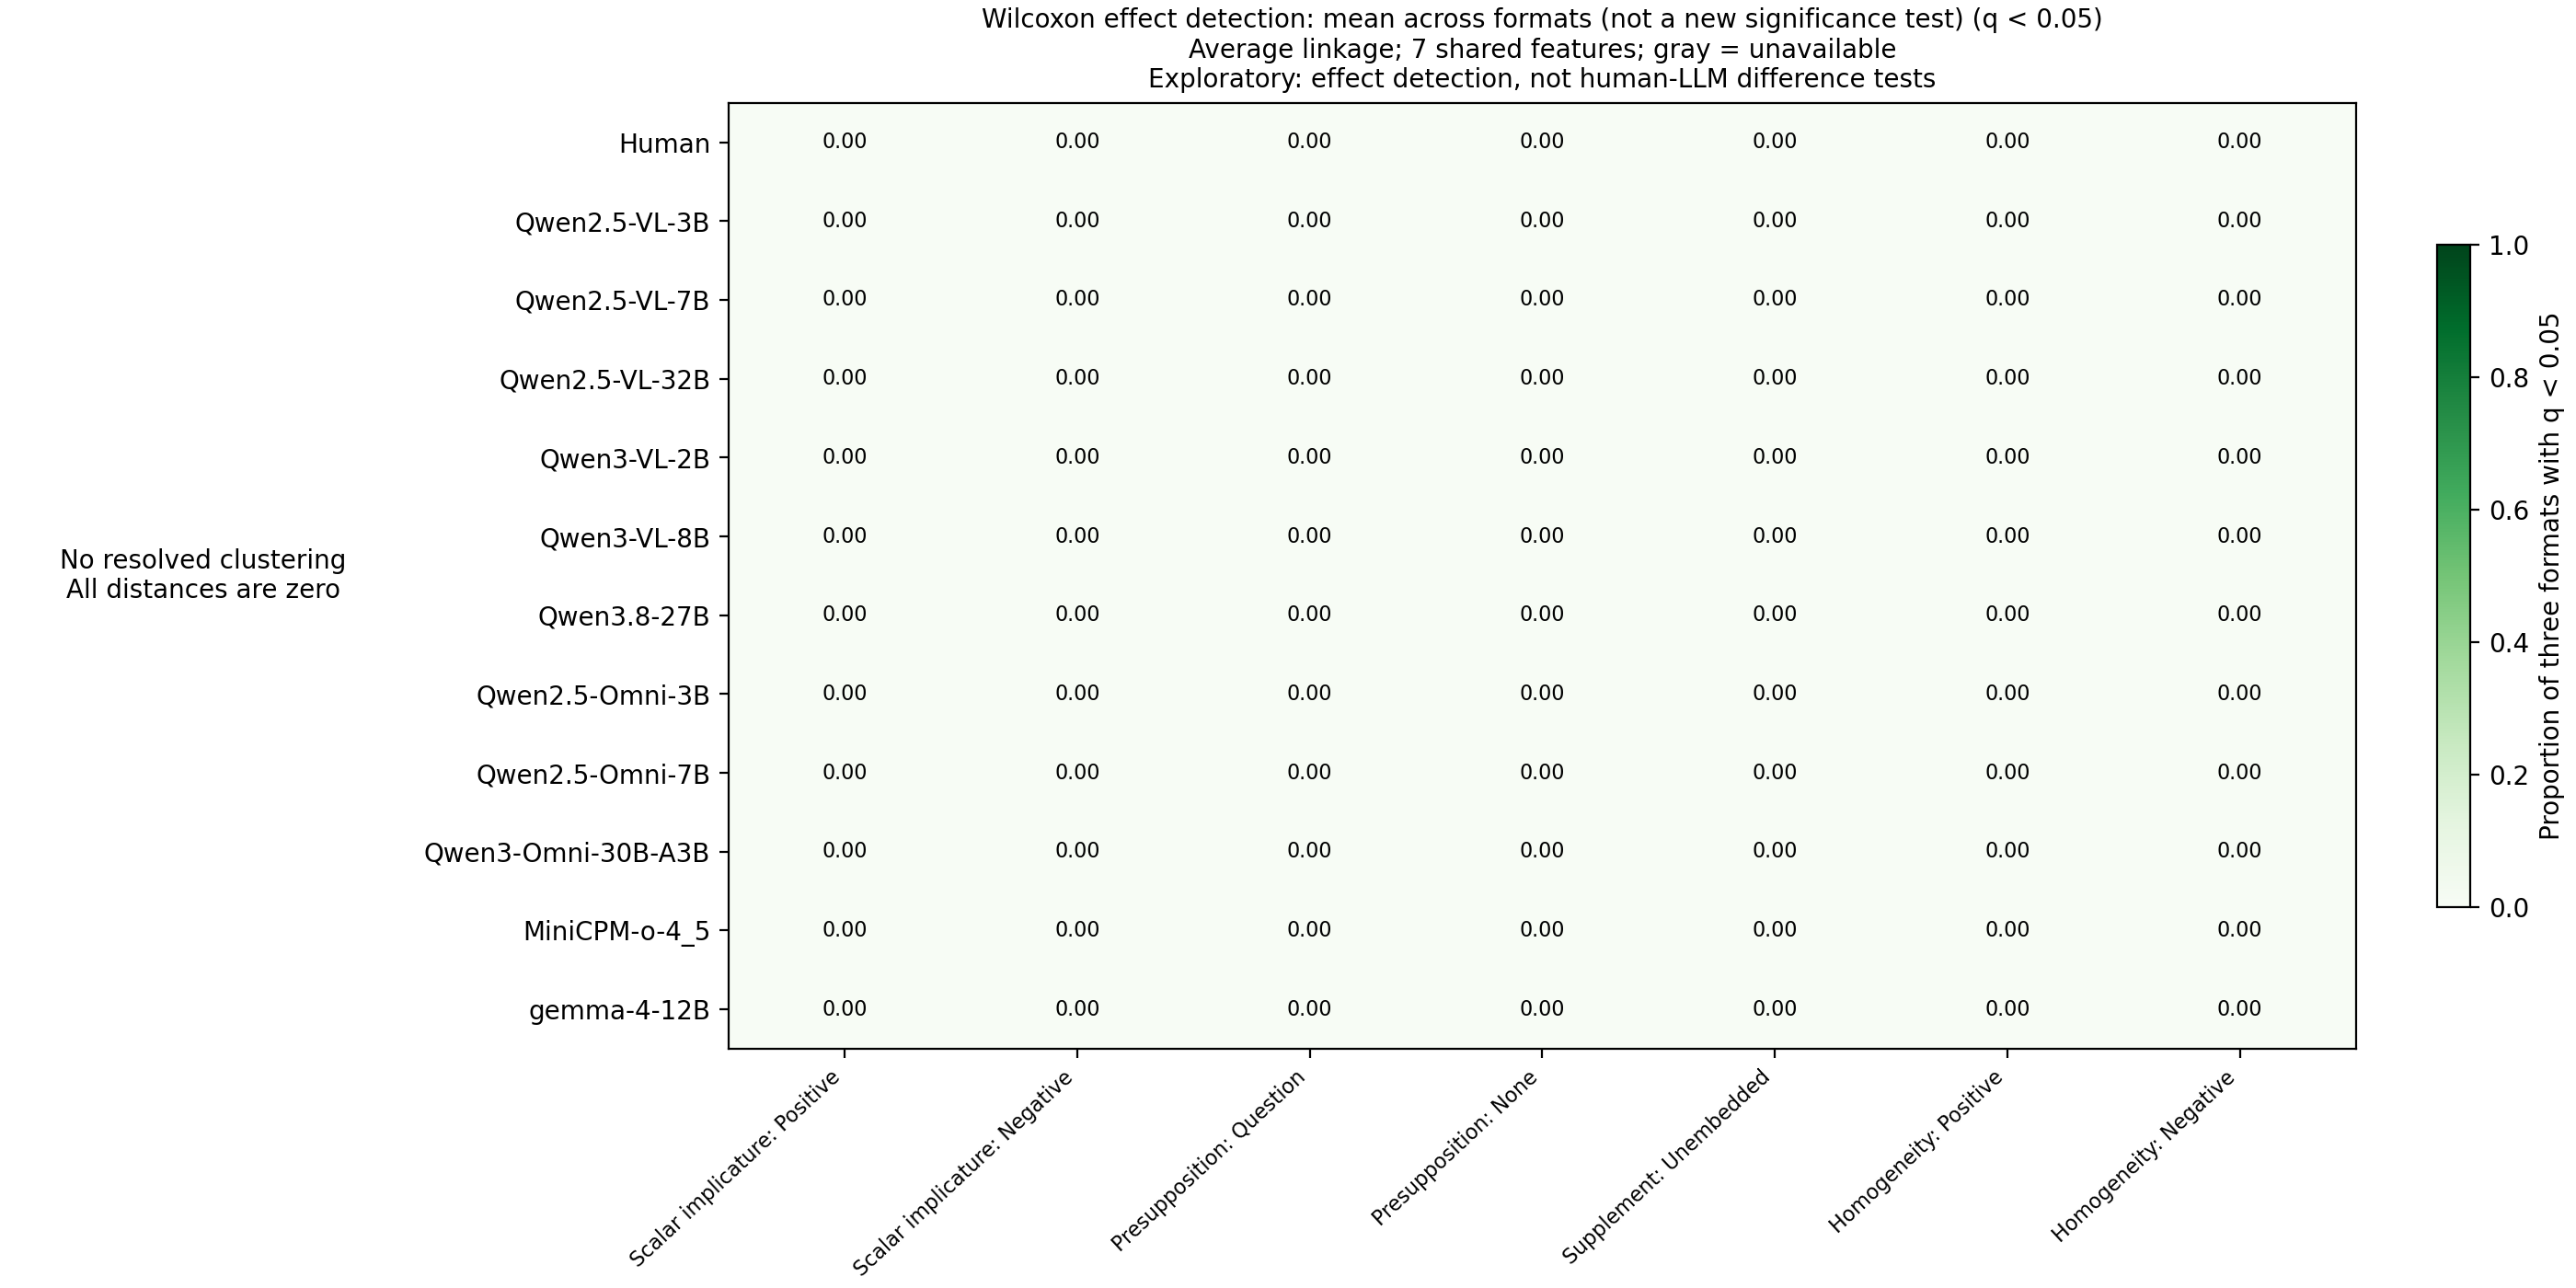 Wilcoxon effect detection: mean across formats (not a new significance test) (q < 0.05)
Average linkage; 7 shared features; gray = unavailable
Exploratory: effect detection, not human-LLM difference tests
No resolved clustering
All distances are zero
Human 0.00 0.00 0.00 0.00 0.00 0.00 0.00
Qwen2.5-VL-3B 0.00 0.00 0.00 0.00 0.00 0.00 0.00
Qwen2.5-VL-7B 0.00 0.00 0.00 0.00 0.00 0.00 0.00
Qwen2.5-VL-32B 0.00 0.00 0.00 0.00 0.00 0.00 0.00
Qwen3-VL-2B 0.00 0.00 0.00 0.00 0.00 0.00 0.00
Qwen3-VL-8B 0.00 0.00 0.00 0.00 0.00 0.00 0.00
Qwen3.8-27B 0.00 0.00 0.00 0.00 0.00 0.00 0.00
Qwen2.5-Omni-3B 0.00 0.00 0.00 0.00 0.00 0.00 0.00
Qwen2.5-Omni-7B 0.00 0.00 0.00 0.00 0.00 0.00 0.00
Qwen3-Omni-30B-A3B 0.00 0.00 0.00 0.00 0.00 0.00 0.00
MiniCPM-o-4_5 0.00 0.00 0.00 0.00 0.00 0.00 0.00
gemma-4-12B 0.00 0.00 0.00 0.00 0.00 0.00 0.00
Scalar implicature: Positive
Scalar implicature: Negative
Presupposition: Question
Presupposition: None
Supplement: Unembedded
Homogeneity: Positive
Homogeneity: Negative
1.0
0.8
0.6
0.4
0.2
0.0
Proportion of three formats with q < 0.05